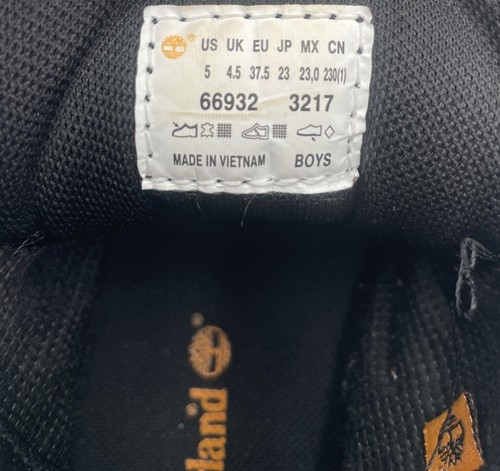 US UK EU JP MX CN
5 4.5 37.5 23 23,0 230(1)
66932 3217
MADE IN VIETNAM BOYS
land